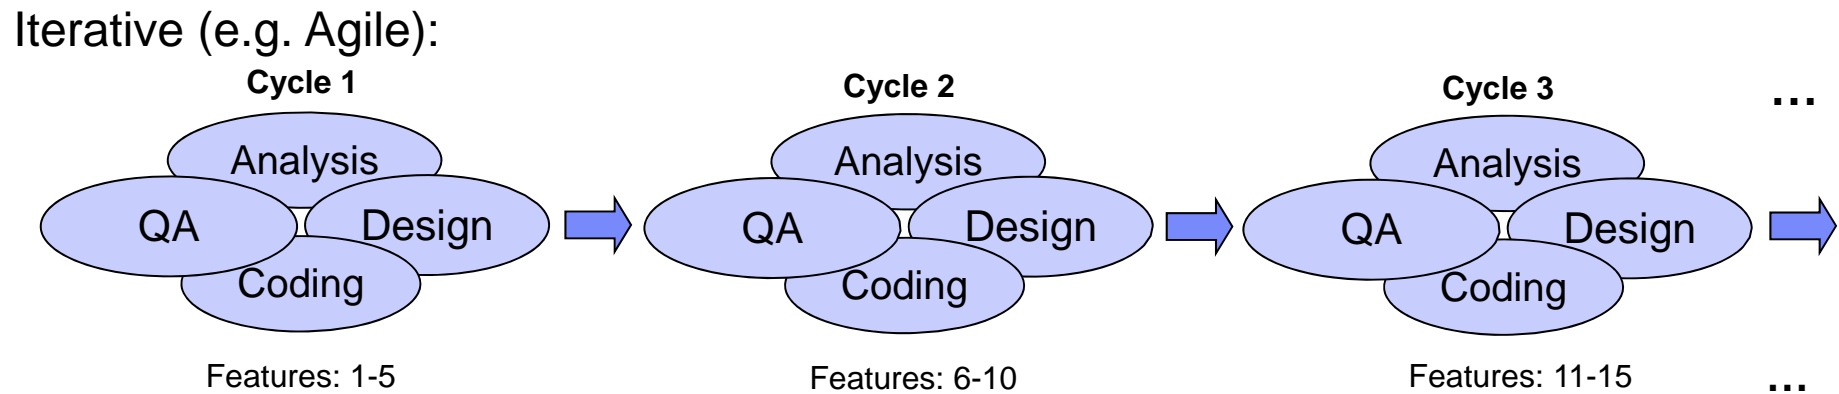 Iterative (e.g. Agile):
Cycle 1
Cycle 2
Cycle 3
...
Analysis
QA
Design
Coding
Analysis
QA
Design
Coding
Analysis
QA
Design
Coding
Features: 1-5
Features: 6-10
Features: 11-15
...